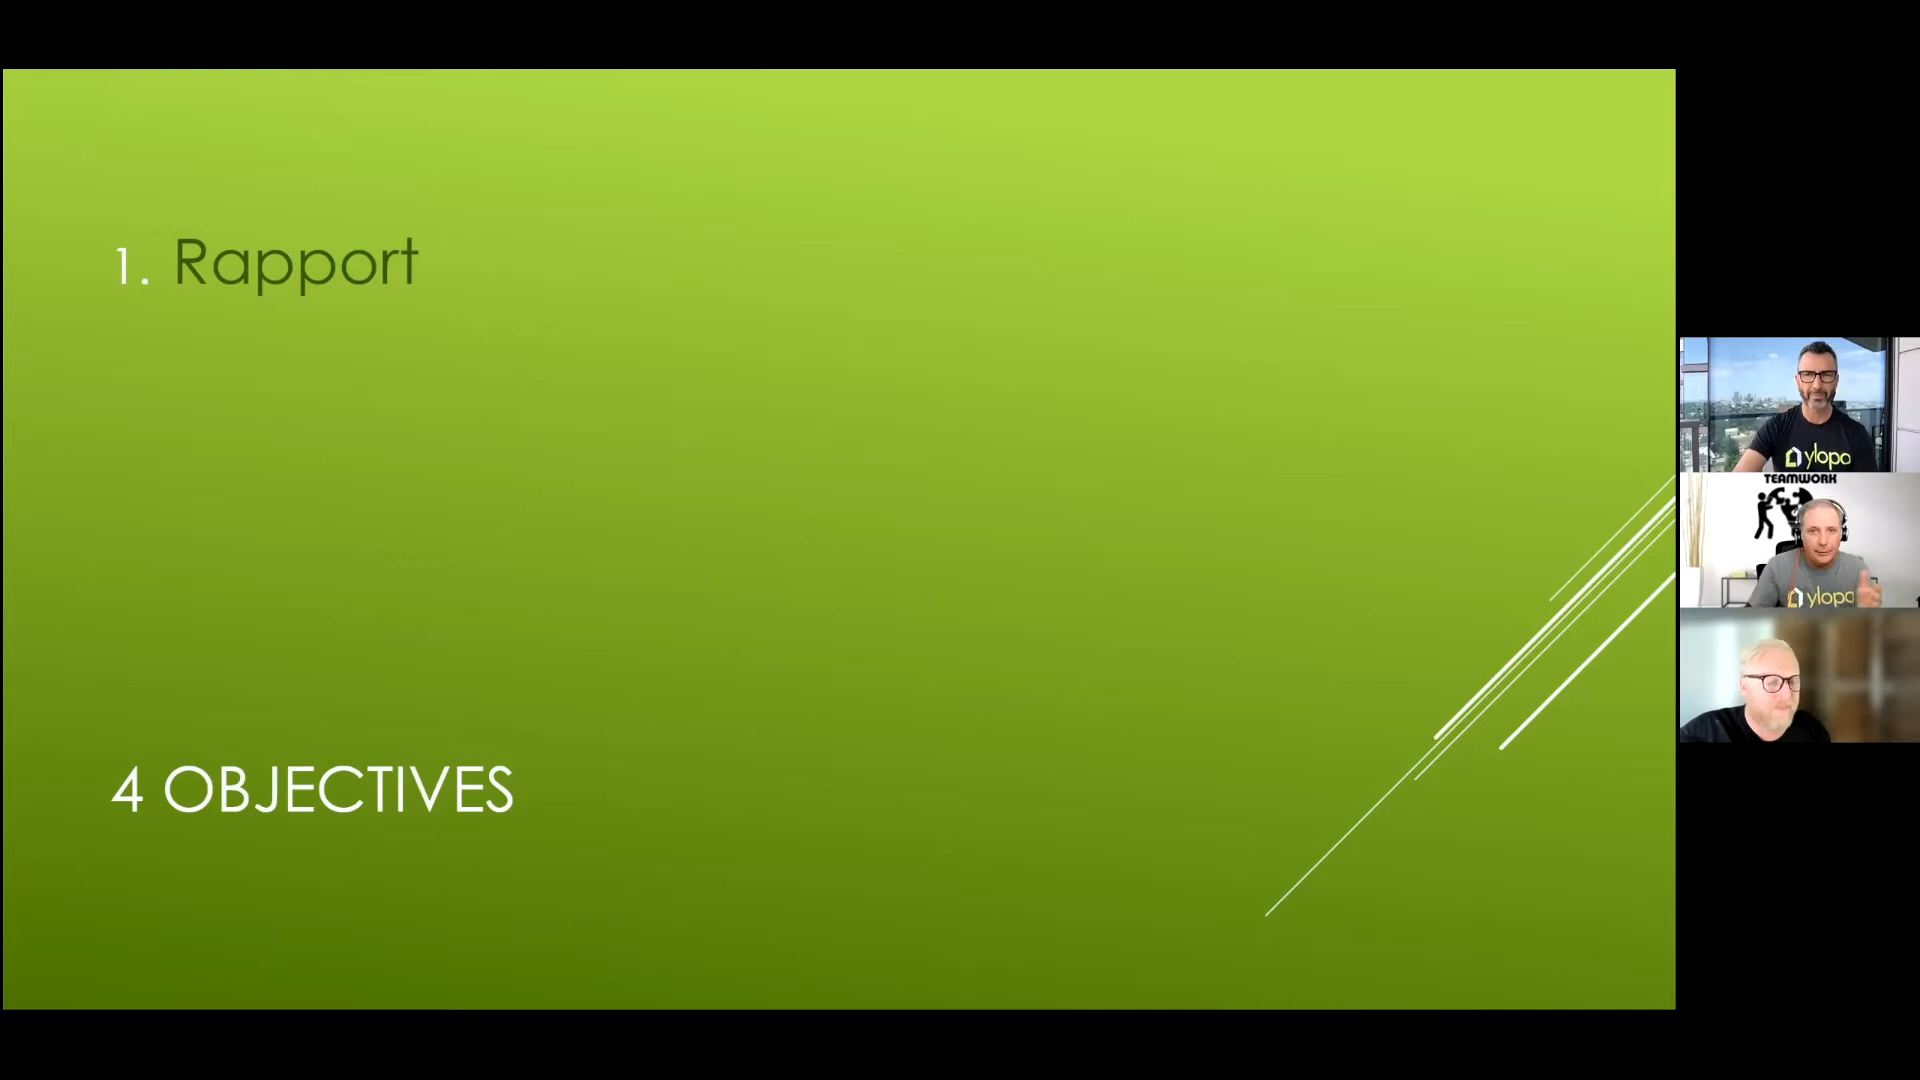 1. Rapport
4 OBJECTIVES
ylopo
TEAMWORK
ylopo